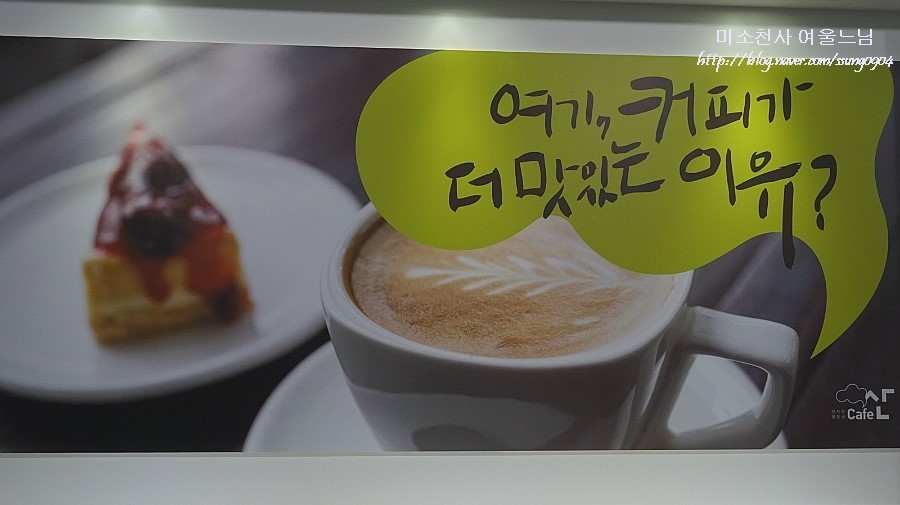 미소천사 여울느님
http://blog.naver.com/ssung0904
여기, 커피가
더 맛있는 이유?
Cafe